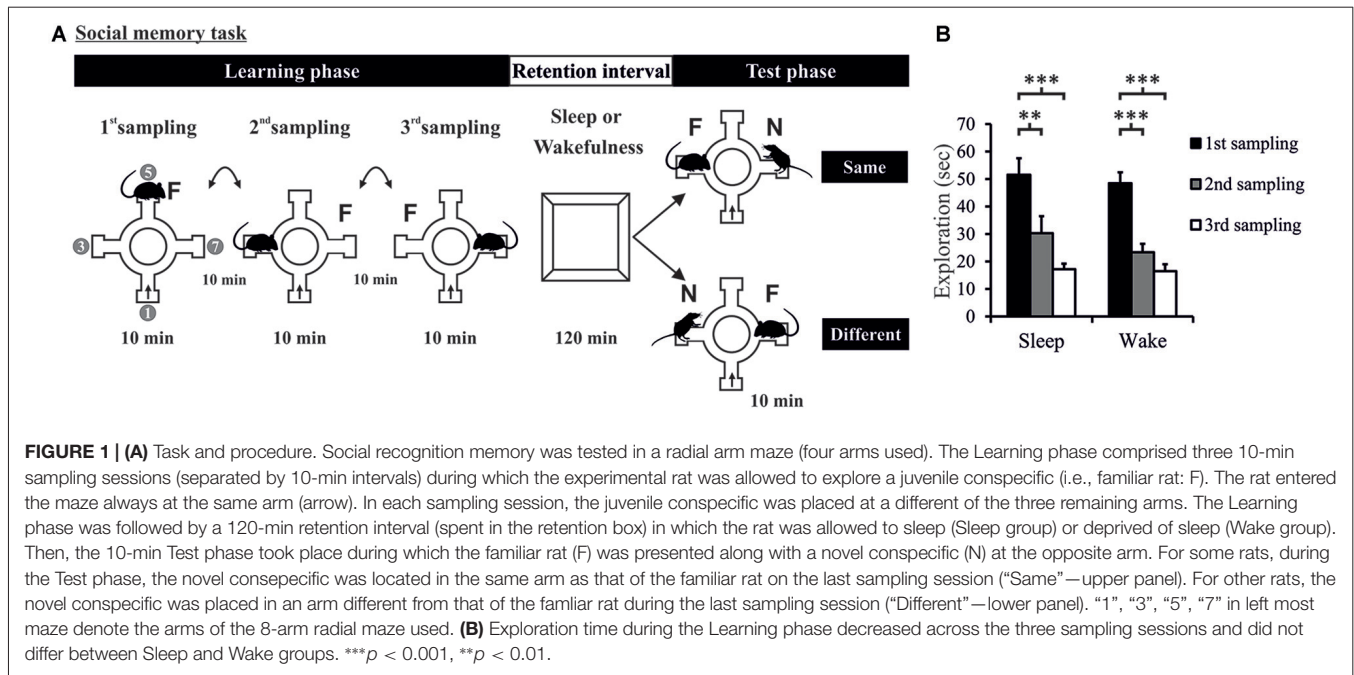 A Social memory task
Learning phase Retention interval Test phase
1st sampling 2nd sampling 3rd sampling
Sleep or
Wakefulness
F N
Same
5 F
F F
3 7
10 min 10 min
N F
1
Different
10 min 10 min 10 min 120 min
10 min
B
*** ***
** ***
Exploration (sec)
70
60
50
40
30
20
10
0
Sleep Wake
1st sampling
2nd sampling
3rd sampling
FIGURE 1 | (A) Task and procedure. Social recognition memory was tested in a radial arm maze (four arms used). The Learning phase comprised three 10-min
sampling sessions (separated by 10-min intervals) during which the experimental rat was allowed to explore a juvenile conspecific (i.e., familiar rat: F). The rat entered
the maze always at the same arm (arrow). In each sampling session, the juvenile conspecific was placed at a different of the three remaining arms. The Learning
phase was followed by a 120-min retention interval (spent in the retention box) in which the rat was allowed to sleep (Sleep group) or deprived of sleep (Wake group).
Then, the 10-min Test phase took place during which the familiar rat (F) was presented along with a novel conspecific (N) at the opposite arm. For some rats, during
the Test phase, the novel consepecific was located in the same arm as that of the familiar rat on the last sampling session (“Same”—upper panel). For other rats, the
novel conspecific was placed in an arm different from that of the famliar rat during the last sampling session (“Different”—lower panel). “1”, “3”, “5”, “7” in left most
maze denote the arms of the 8-arm radial maze used. (B) Exploration time during the Learning phase decreased across the three sampling sessions and did not
differ between Sleep and Wake groups. ***p < 0.001, **p < 0.01.